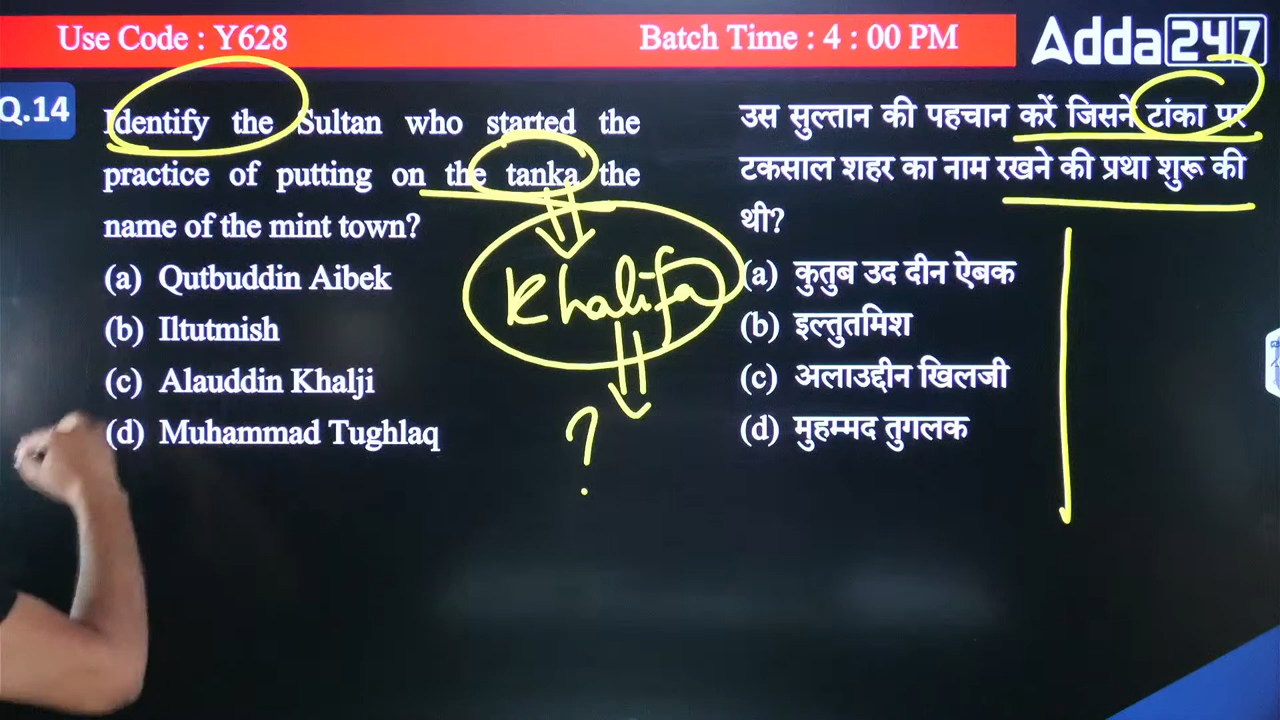 Use Code : Y628
Batch Time : 4 : 00 PM
Adda247
Q.14
Identify the Sultan who started the
practice of putting on the tanka the
name of the mint town?
(a) Qutbuddin Aibek
(b) Iltutmish
(c) Alauddin Khalji
(d) Muhammad Tughlaq
Khalifa
?
उस सुल्तान की पहचान करें जिसने टांका पर
टकसाल शहर का नाम रखने की प्रथा शुरू की
थी?
(a) कुतुब उद दीन ऐबक
(b) इल्तुतमिश
(c) अलाउद्दीन खिलजी
(d) मुहम्मद तुगलक